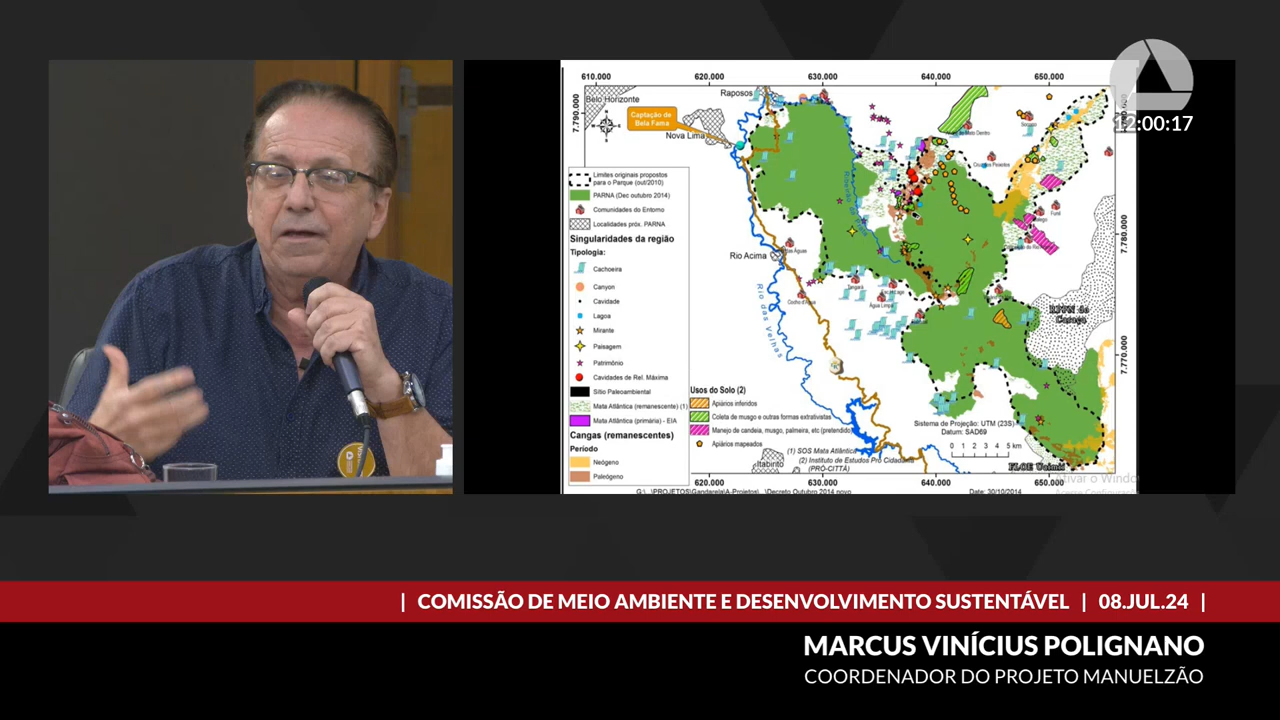 610.000 620.000 630.000 640.000 650.000
Belo Horizonte
Raposos
Captação de
Bela Fama
Nova Lima
7.790.000
12:00:17
Limites originais propostos
para o Parque (out/2010)
PARNA (Dec outubro 2014)
Comunidades do Entorno
Localidades próx. PARNA
Singularidades da região
Tipologia:
Cachoeira
Canyon
Cavidade
Lagoa
Mirante
Paisagem
Patrimônio
Cavidades de Rel. Máxima
Sítio Paleoambiental
Mata Atlântica (remanescente) (1)
Mata Atlântica (primária) - EIA
Cangas (remanescentes)
Período
Neógeno
Paleógeno
Rio Acima
Rio das Velhas
7.780.000
7.770.000
Usos do Solo (2)
Apiários inferidos
Coleta de musgo e outras formas extrativistas
Manejo de candeia, musgo, palmeira, etc (pretendido)
Apiários mapeados
(1) SOS Mata Atlântica
(2) Instituto de Estudos Pró Cidadania
(PRÓ-CITTÀ)
Itabirito
Sistema de Projeção: UTM (23S)
Datum: SAD69
0 1 2 3 4 5 km
620.000 630.000 640.000 650.000
Date: 30/10/2014
| COMISSÃO DE MEIO AMBIENTE E DESENVOLVIMENTO SUSTENTÁVEL | 08.JUL.24 |
MARCUS VINÍCIUS POLIGNANO
COORDENADOR DO PROJETO MANUELZÃO